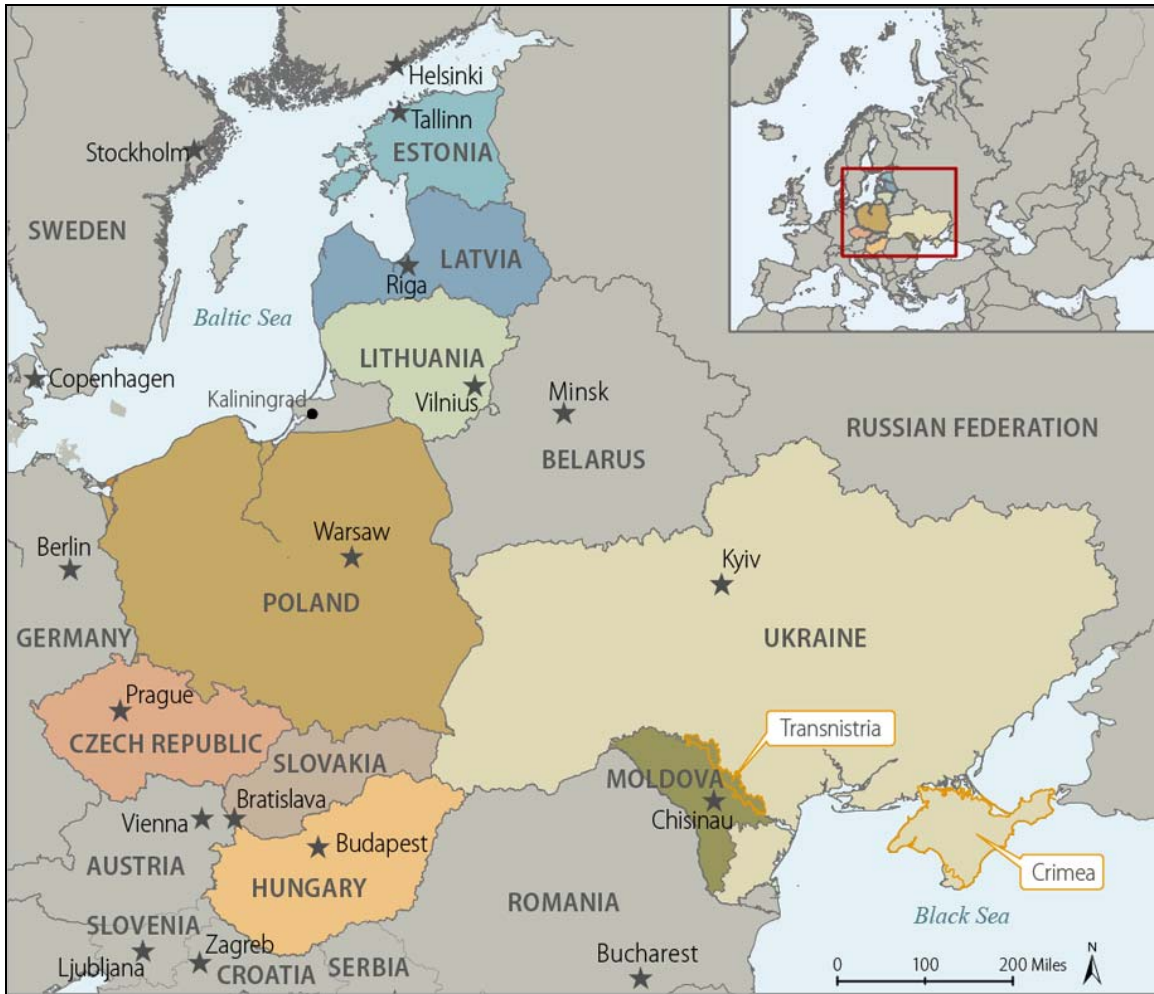 Helsinki
Tallinn
ESTONIA
Stockholm
SWEDEN
LATVIA
Riga
Baltic Sea
LITHUANIA
Copenhagen
Vilnius
Kaliningrad
Minsk
RUSSIAN FEDERATION
BELARUS
Warsaw
Berlin
Kyiv
POLAND
GERMANY
UKRAINE
Prague
CZECH REPUBLIC
Transnistria
SLOVAKIA
MOLDOVA
Bratislava
Vienna
Chisinau
Budapest
AUSTRIA
Crimea
HUNGARY
ROMANIA
Black Sea
SLOVENIA
Zagreb
Ljubljana
CROATIA
SERBIA
Bucharest
N
0 100 200 Miles